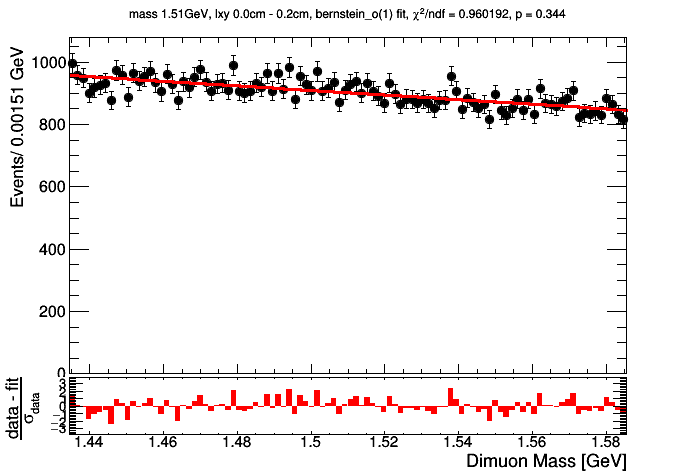 mass 1.51GeV, lxy 0.0cm - 0.2cm, bernstein_o(1) fit, χ²/ndf = 0.960192, p = 0.344
Events/ 0.00151 GeV
1000
800
600
400
200
0
data - fit
σdata
3
2
1
0
−1
−2
−3
1.44 1.46 1.48 1.5 1.52 1.54 1.56 1.58
Dimuon Mass [GeV]